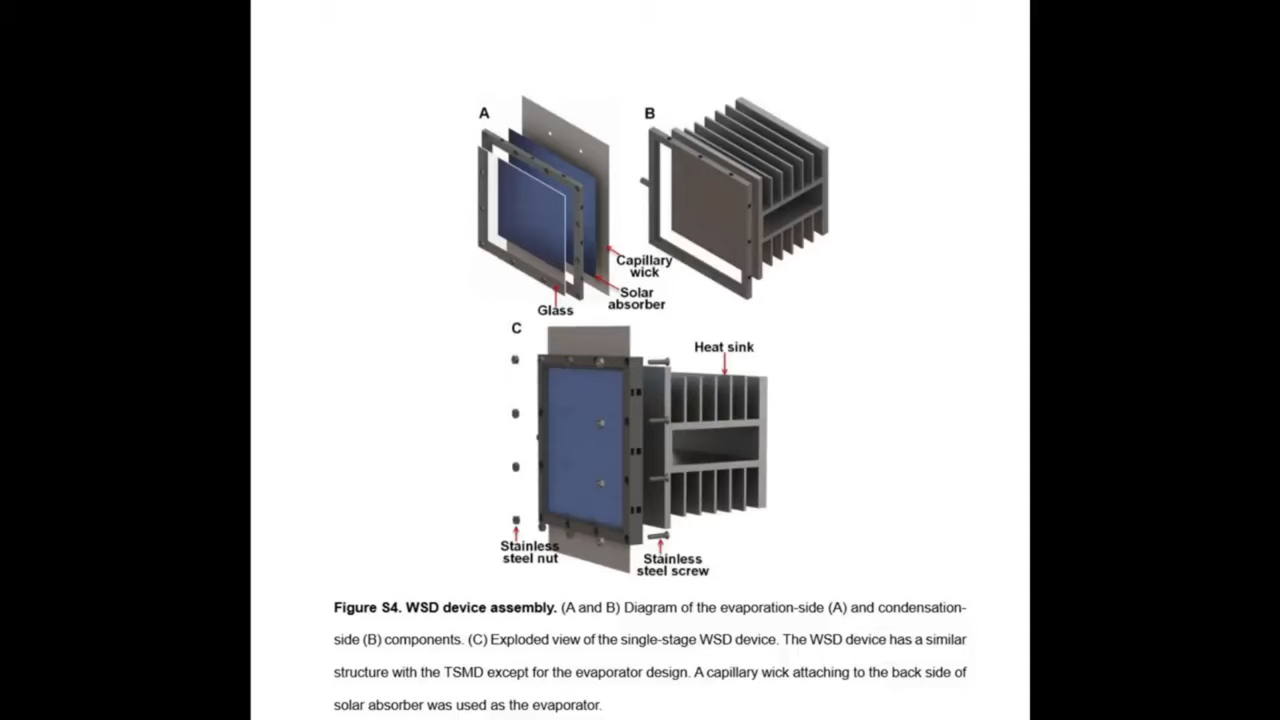 A
B
Capillary
wick
Solar
absorber
Glass
C
Heat sink
Stainless
steel nut
Stainless
steel screw
Figure S4. WSD device assembly. (A and B) Diagram of the evaporation-side (A) and condensation-
side (B) components. (C) Exploded view of the single-stage WSD device. The WSD device has a similar
structure with the TSMD except for the evaporator design. A capillary wick attaching to the back side of
solar absorber was used as the evaporator.